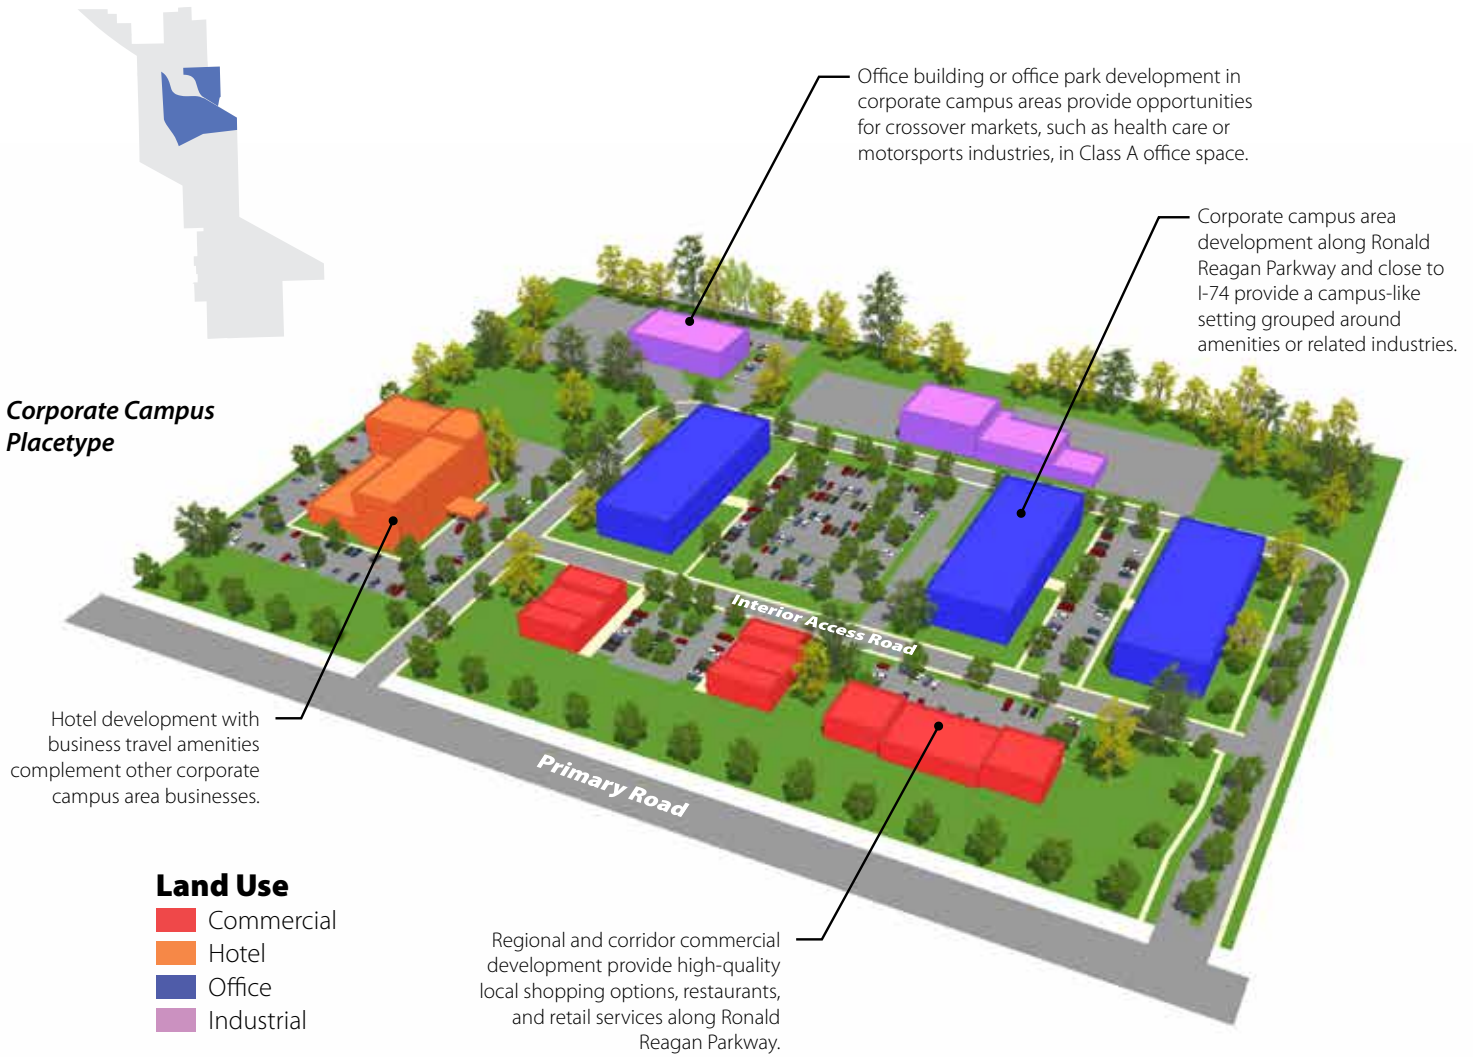 Office building or office park development in
corporate campus areas provide opportunities
for crossover markets, such as health care or
motorsports industries, in Class A office space.
Corporate campus area
development along Ronald
Reagan Parkway and close to
I-74 provide a campus-like
setting grouped around
amenities or related industries.
Corporate Campus
Placetype
Interior Access Road
Hotel development with
business travel amenities
complement other corporate
campus area businesses.
Primary Road
Land Use
Commercial
Hotel
Office
Industrial
Regional and corridor commercial
development provide high-quality
local shopping options, restaurants,
and retail services along Ronald
Reagan Parkway.